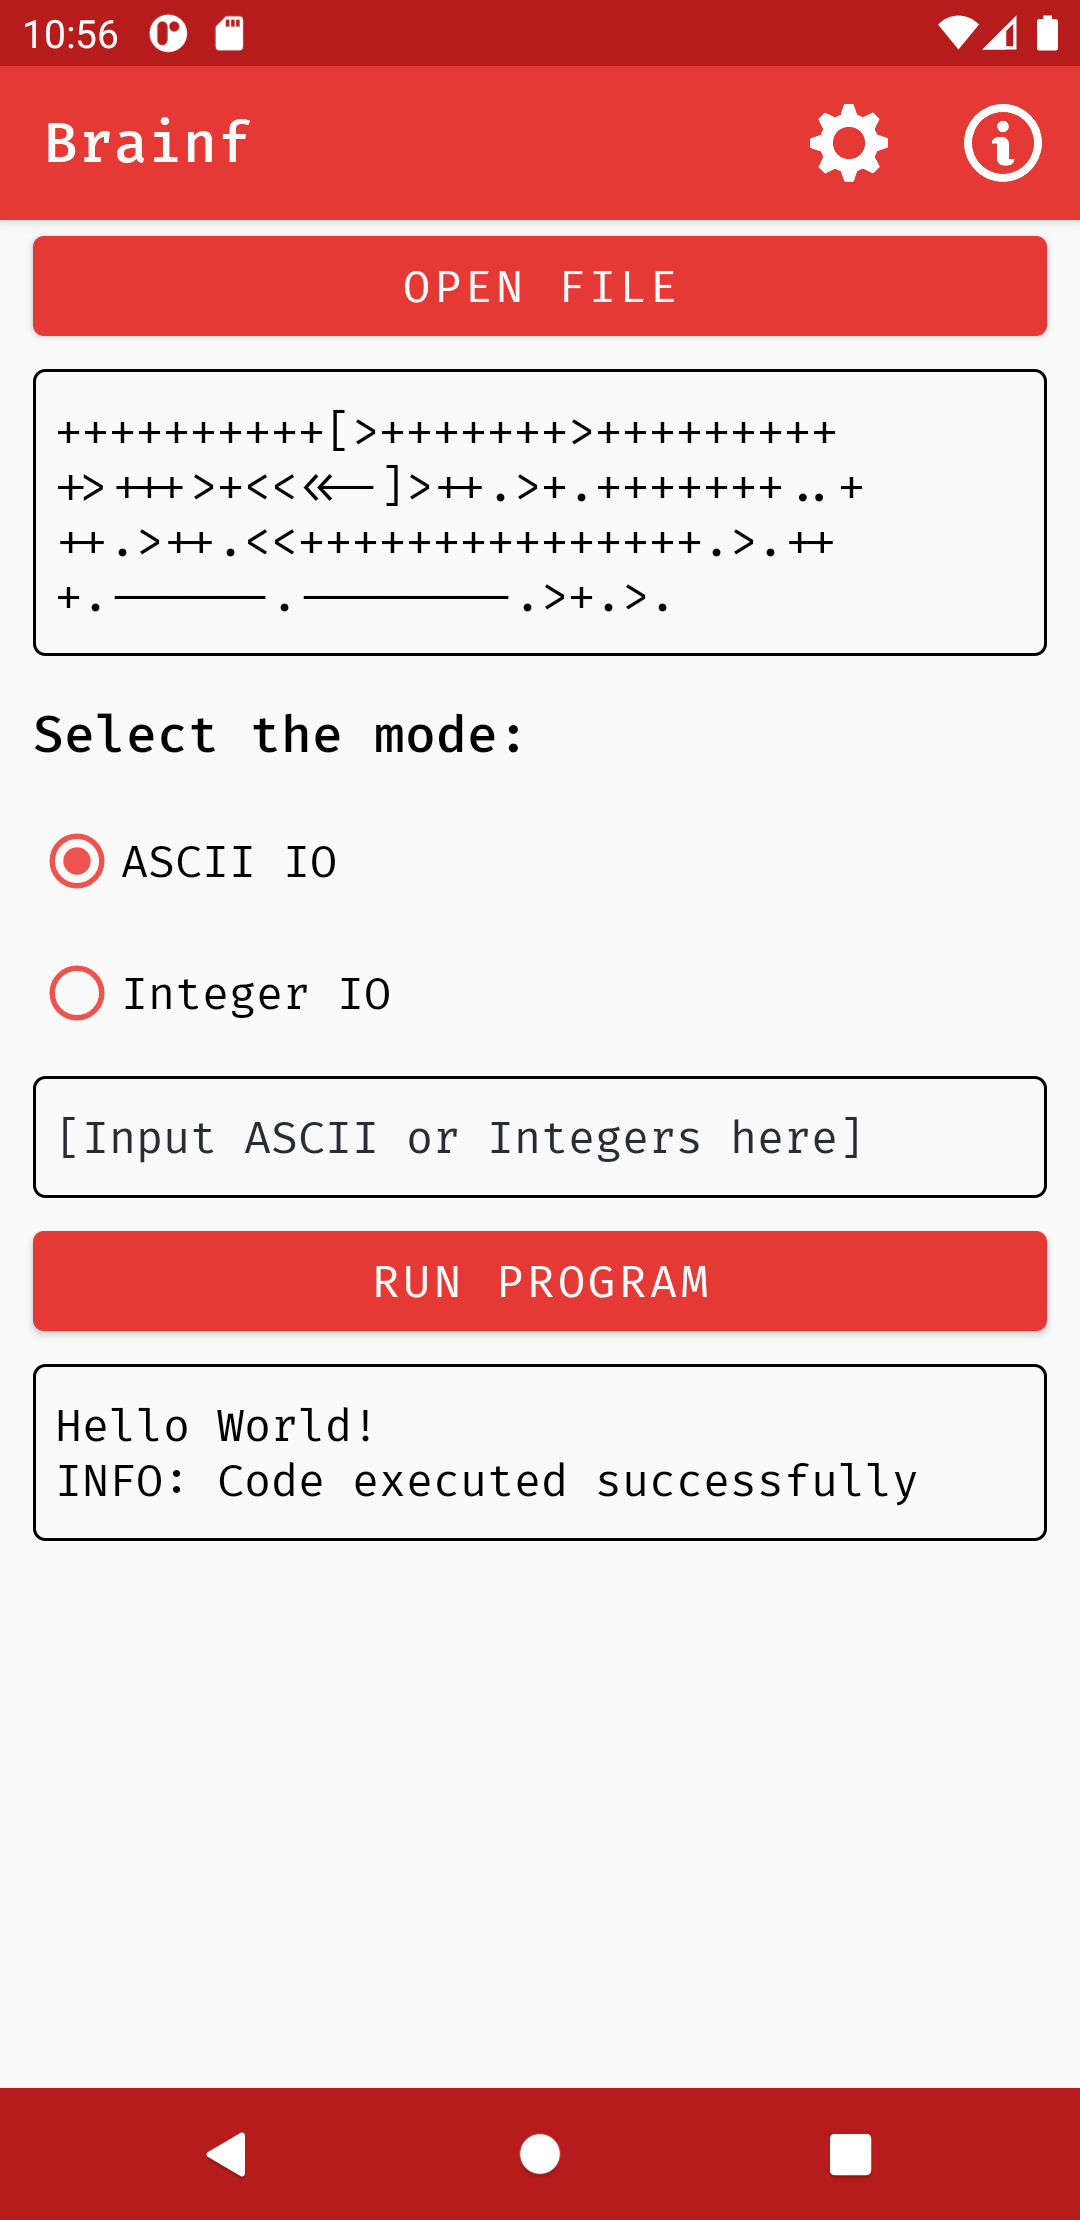 10:56
Brainf
OPEN FILE
++++++++++[>+++++++>+++++++++
+>+++>+<<<<-]>++.>+.+++++++..+
++.>++.<<+++++++++++++++.>.++
+.------.--------.>+.>.
Select the mode:
ASCII IO
Integer IO
[Input ASCII or Integers here]
RUN PROGRAM
Hello World!
INFO: Code executed successfully